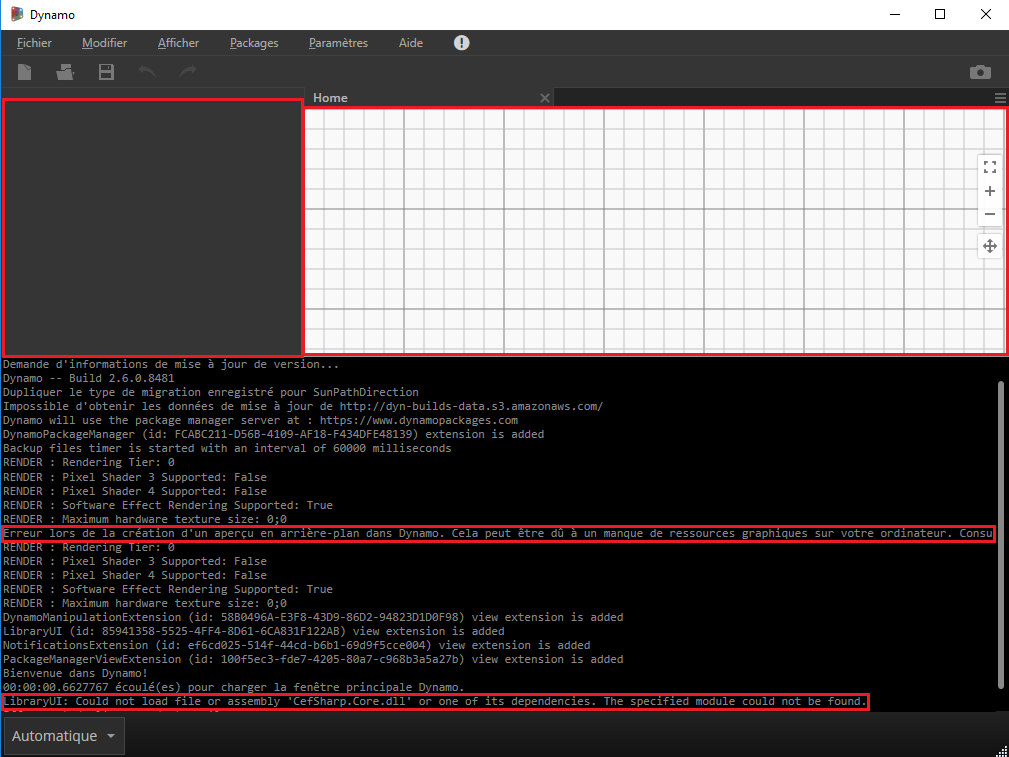 Dynamo
Fichier Modifier Afficher Packages Paramètres Aide
Home
Demande d'informations de mise à jour de version...
Dynamo -- Build 2.6.0.8481
Dupliquer le type de migration enregistré pour SunPathDirection
Impossible d'obtenir les données de mise à jour de http://dyn-builds-data.s3.amazonaws.com/
Dynamo will use the package manager server at : https://www.dynamopackages.com
DynamoPackageManager (id: FCABC211-D56B-4109-AF18-F434DFE48139) extension is added
Backup files timer is started with an interval of 60000 milliseconds
RENDER : Rendering Tier: 0
RENDER : Pixel Shader 3 Supported: False
RENDER : Pixel Shader 4 Supported: False
RENDER : Software Effect Rendering Supported: True
RENDER : Maximum hardware texture size: 0;0
Erreur lors de la création d'un aperçu en arrière-plan dans Dynamo. Cela peut être dû à un manque de ressources graphiques sur votre ordinateur. Consu
RENDER : Rendering Tier: 0
RENDER : Pixel Shader 3 Supported: False
RENDER : Pixel Shader 4 Supported: False
RENDER : Software Effect Rendering Supported: True
RENDER : Maximum hardware texture size: 0;0
DynamoManipulationExtension (id: 58B0496A-E3F8-43D9-86D2-94823D1D0F98) view extension is added
LibraryUI (id: 85941358-5525-4FF4-8D61-6CA831F122AB) view extension is added
NotificationsExtension (id: ef6cd025-514f-44cd-b6b1-69d9f5cce004) view extension is added
PackageManagerViewExtension (id: 100f5ec3-fde7-4205-80a7-c968b3a5a27b) view extension is added
Bienvenue dans Dynamo!
00:00:00.6627767 écoulé(es) pour charger la fenêtre principale Dynamo.
LibraryUI: Could not load file or assembly 'CefSharp.Core.dll' or one of its dependencies. The specified module could not be found.
Automatique